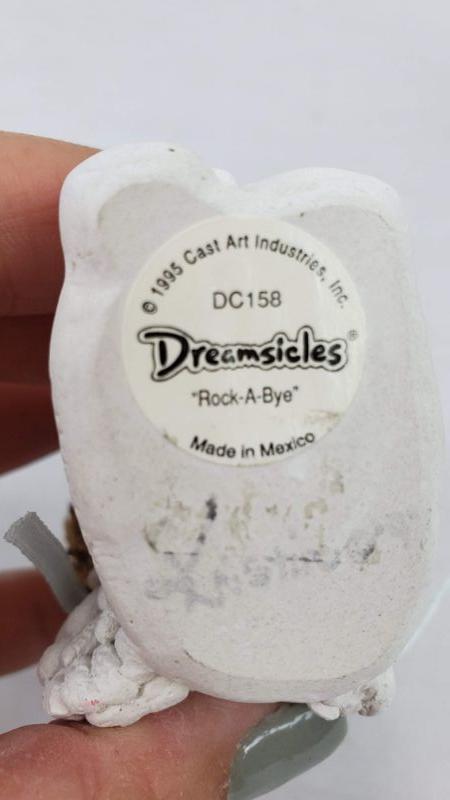 © 1995 Cast Art Industries, Inc.
DC158
Dreamsicles®
"Rock-A-Bye"
Made in Mexico